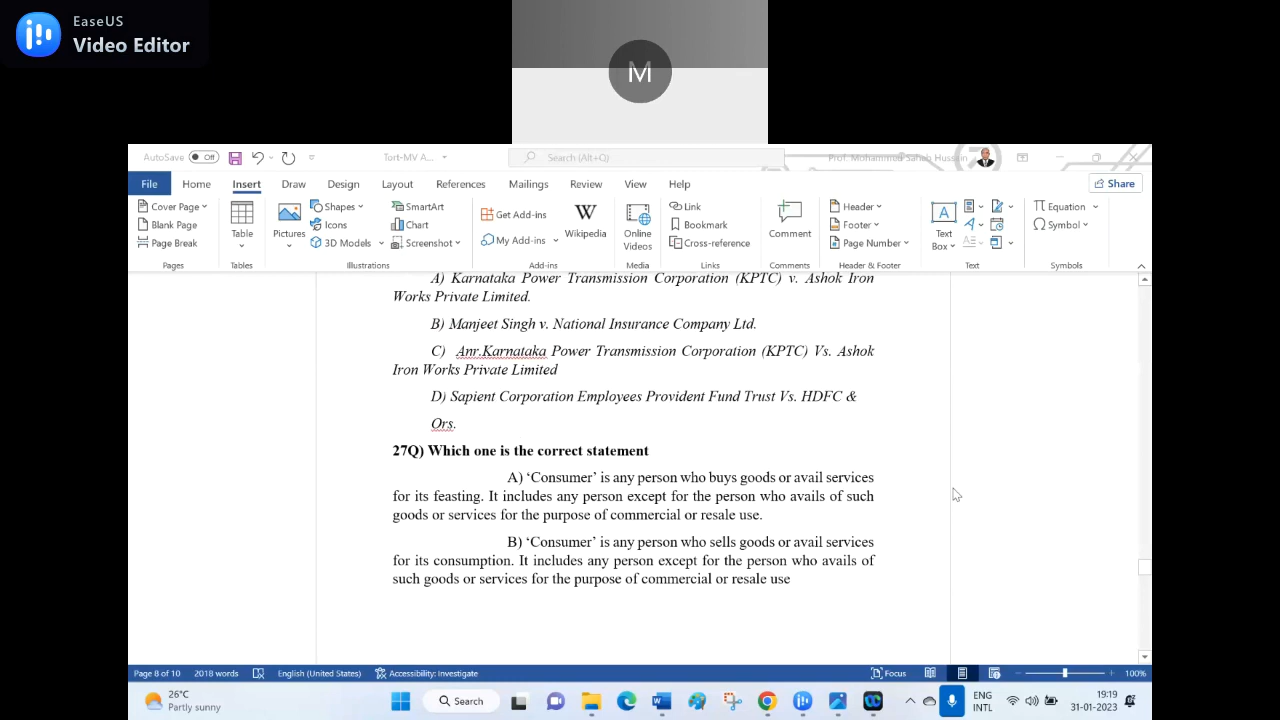 EaseUS
Video Editor
M
AutoSave Off Tort-MV A... Search (Alt+Q) Prof. Mohammed Sahab Hussain
File Home Insert Draw Design Layout References Mailings Review View Help Share
Cover Page
Blank Page
Page Break
Pages
Table
Tables
Pictures
Shapes
Icons
3D Models
SmartArt
Chart
Screenshot
Illustrations
Get Add-ins
My Add-ins
Wikipedia
Add-ins
Online
Videos
Media
Link
Bookmark
Cross-reference
Links
Comment
Comments
Header
Footer
Page Number
Header & Footer
A
Text
Box
Text
Equation
Symbol
Symbols
A) Karnataka Power Transmission Corporation (KPTC) v. Ashok Iron
Works Private Limited.
B) Manjeet Singh v. National Insurance Company Ltd.
C) Anr.Karnataka Power Transmission Corporation (KPTC) Vs. Ashok
Iron Works Private Limited
D) Sapient Corporation Employees Provident Fund Trust Vs. HDFC &
Ors.
27Q) Which one is the correct statement
A) ‘Consumer’ is any person who buys goods or avail services
for its feasting. It includes any person except for the person who avails of such
goods or services for the purpose of commercial or resale use.
B) ‘Consumer’ is any person who sells goods or avail services
for its consumption. It includes any person except for the person who avails of
such goods or services for the purpose of commercial or resale use
Page 8 of 10 2018 words English (United States) Accessibility: Investigate Focus 100%
26°C
Partly sunny
Search
ENG
INTL
19:19
31-01-2023